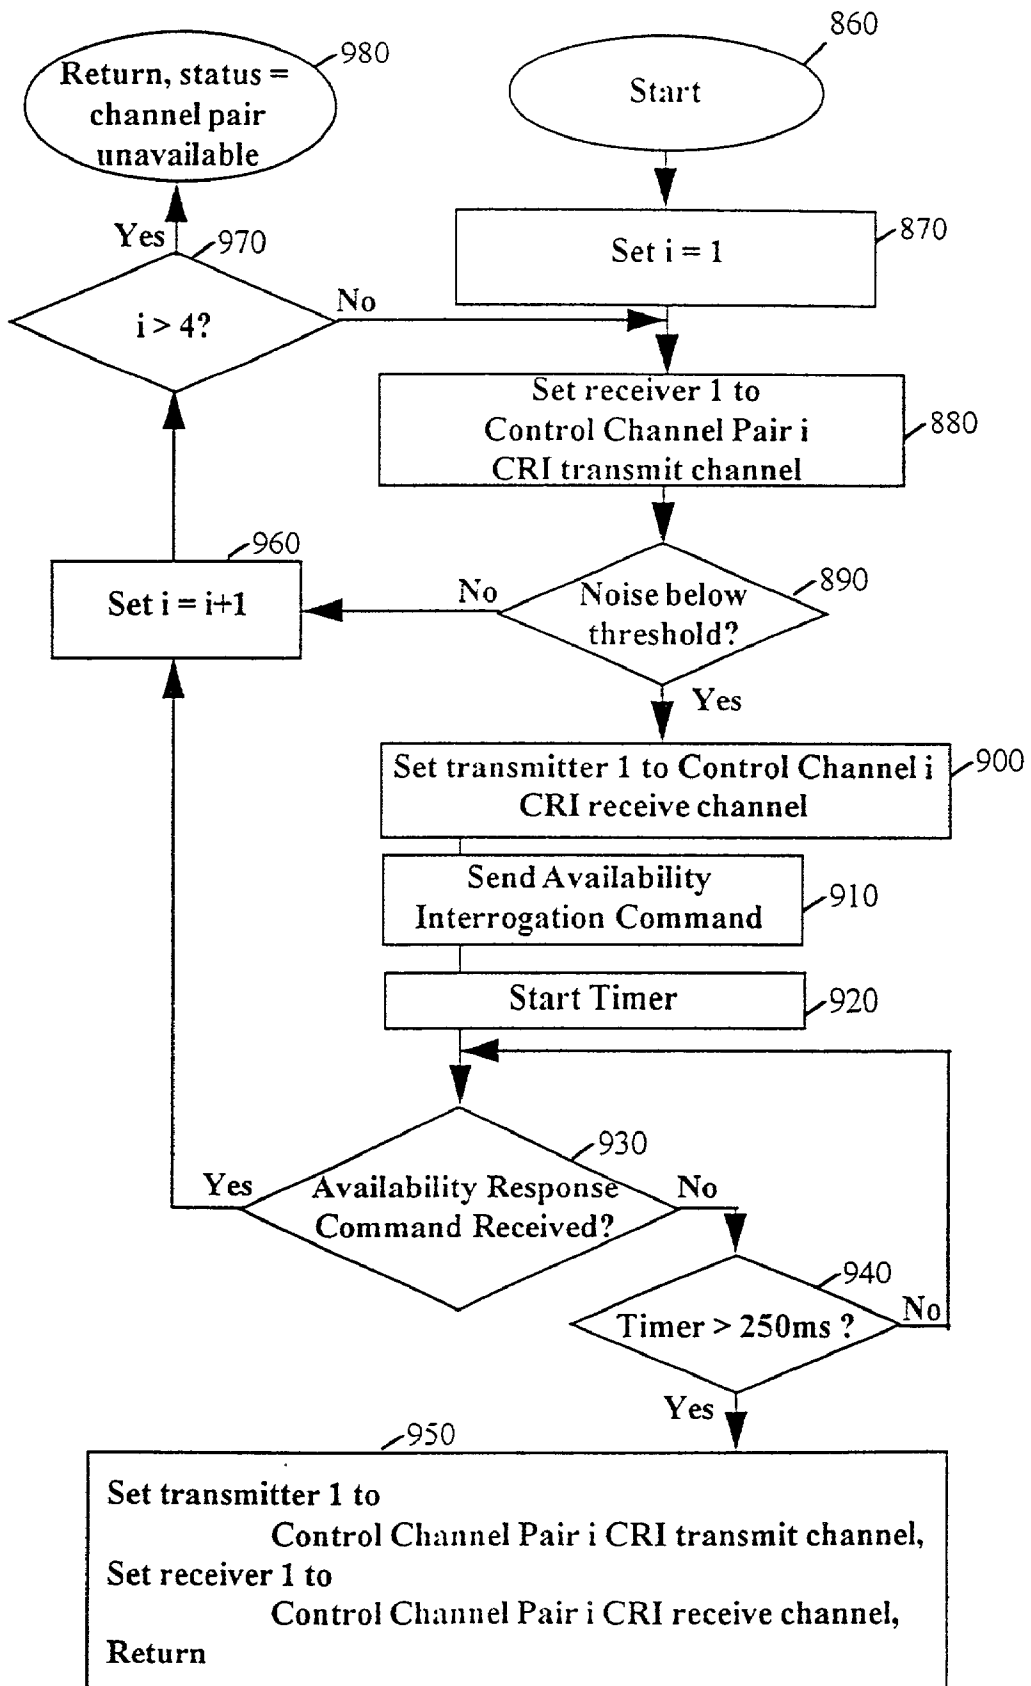 860
Start
980
Return, status =
channel pair
unavailable
870
Set i = 1
Yes
970
i > 4?
No
880
Set receiver 1 to
Control Channel Pair i
CRI transmit channel
960
Set i = i+1
No
890
Noise below
threshold?
Yes
900
Set transmitter 1 to Control Channel i
CRI receive channel
910
Send Availability
Interrogation Command
920
Start Timer
930
Yes
Availability Response
Command Received?
No
940
Timer > 250ms ?
No
Yes
950
Set transmitter 1 to
Control Channel Pair i CRI transmit channel,
Set receiver 1 to
Control Channel Pair i CRI receive channel,
Return